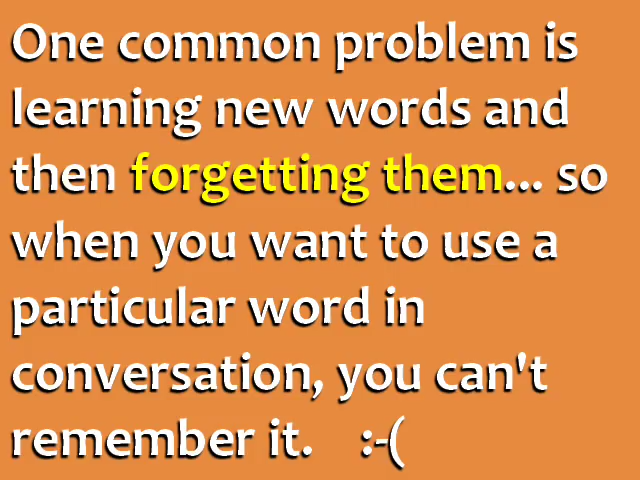 One common problem is
learning new words and
then forgetting them... so
when you want to use a
particular word in
conversation, you can't
remember it. :-(